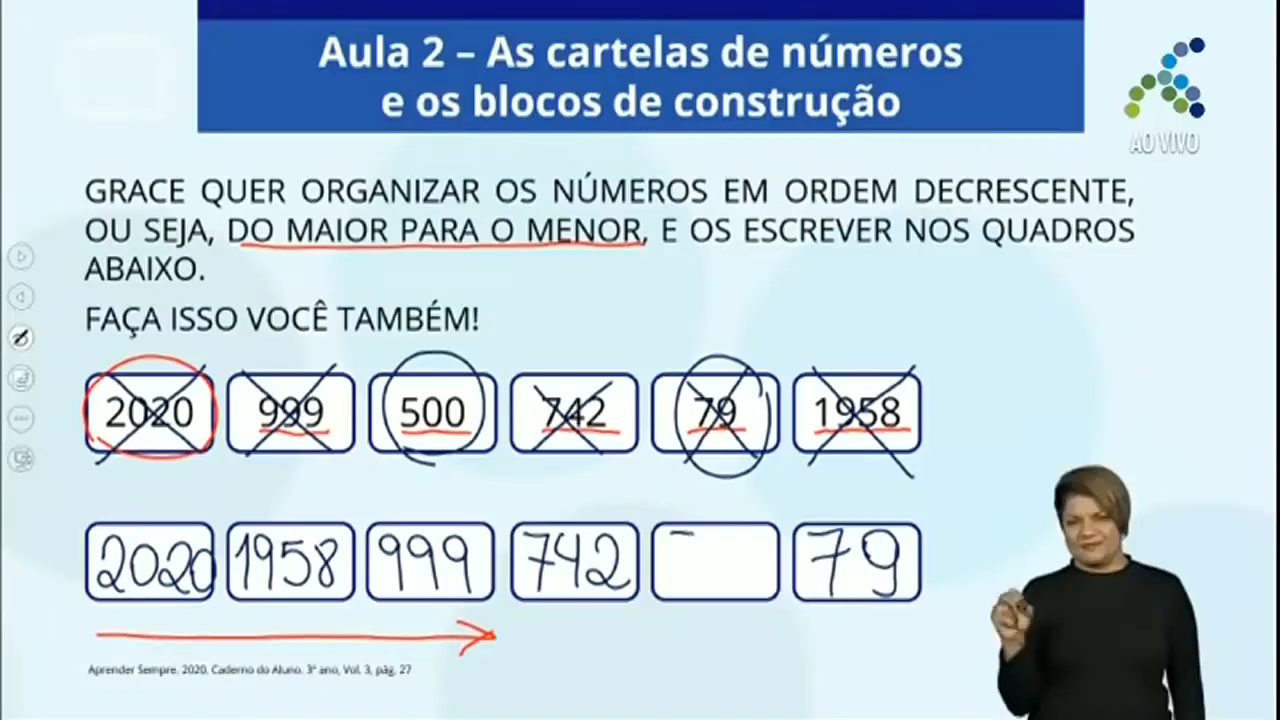 Aula 2 – As cartelas de números
e os blocos de construção
AO VIVO
GRACE QUER ORGANIZAR OS NÚMEROS EM ORDEM DECRESCENTE,
OU SEJA, DO MAIOR PARA O MENOR, E OS ESCREVER NOS QUADROS
ABAIXO.
FAÇA ISSO VOCÊ TAMBÉM!
2020 999 500 742 79 1958
2020 1958 999 742 79
Aprender Sempre, 2020, Caderno do Aluno, 3º ano, Vol. 3, pág. 27